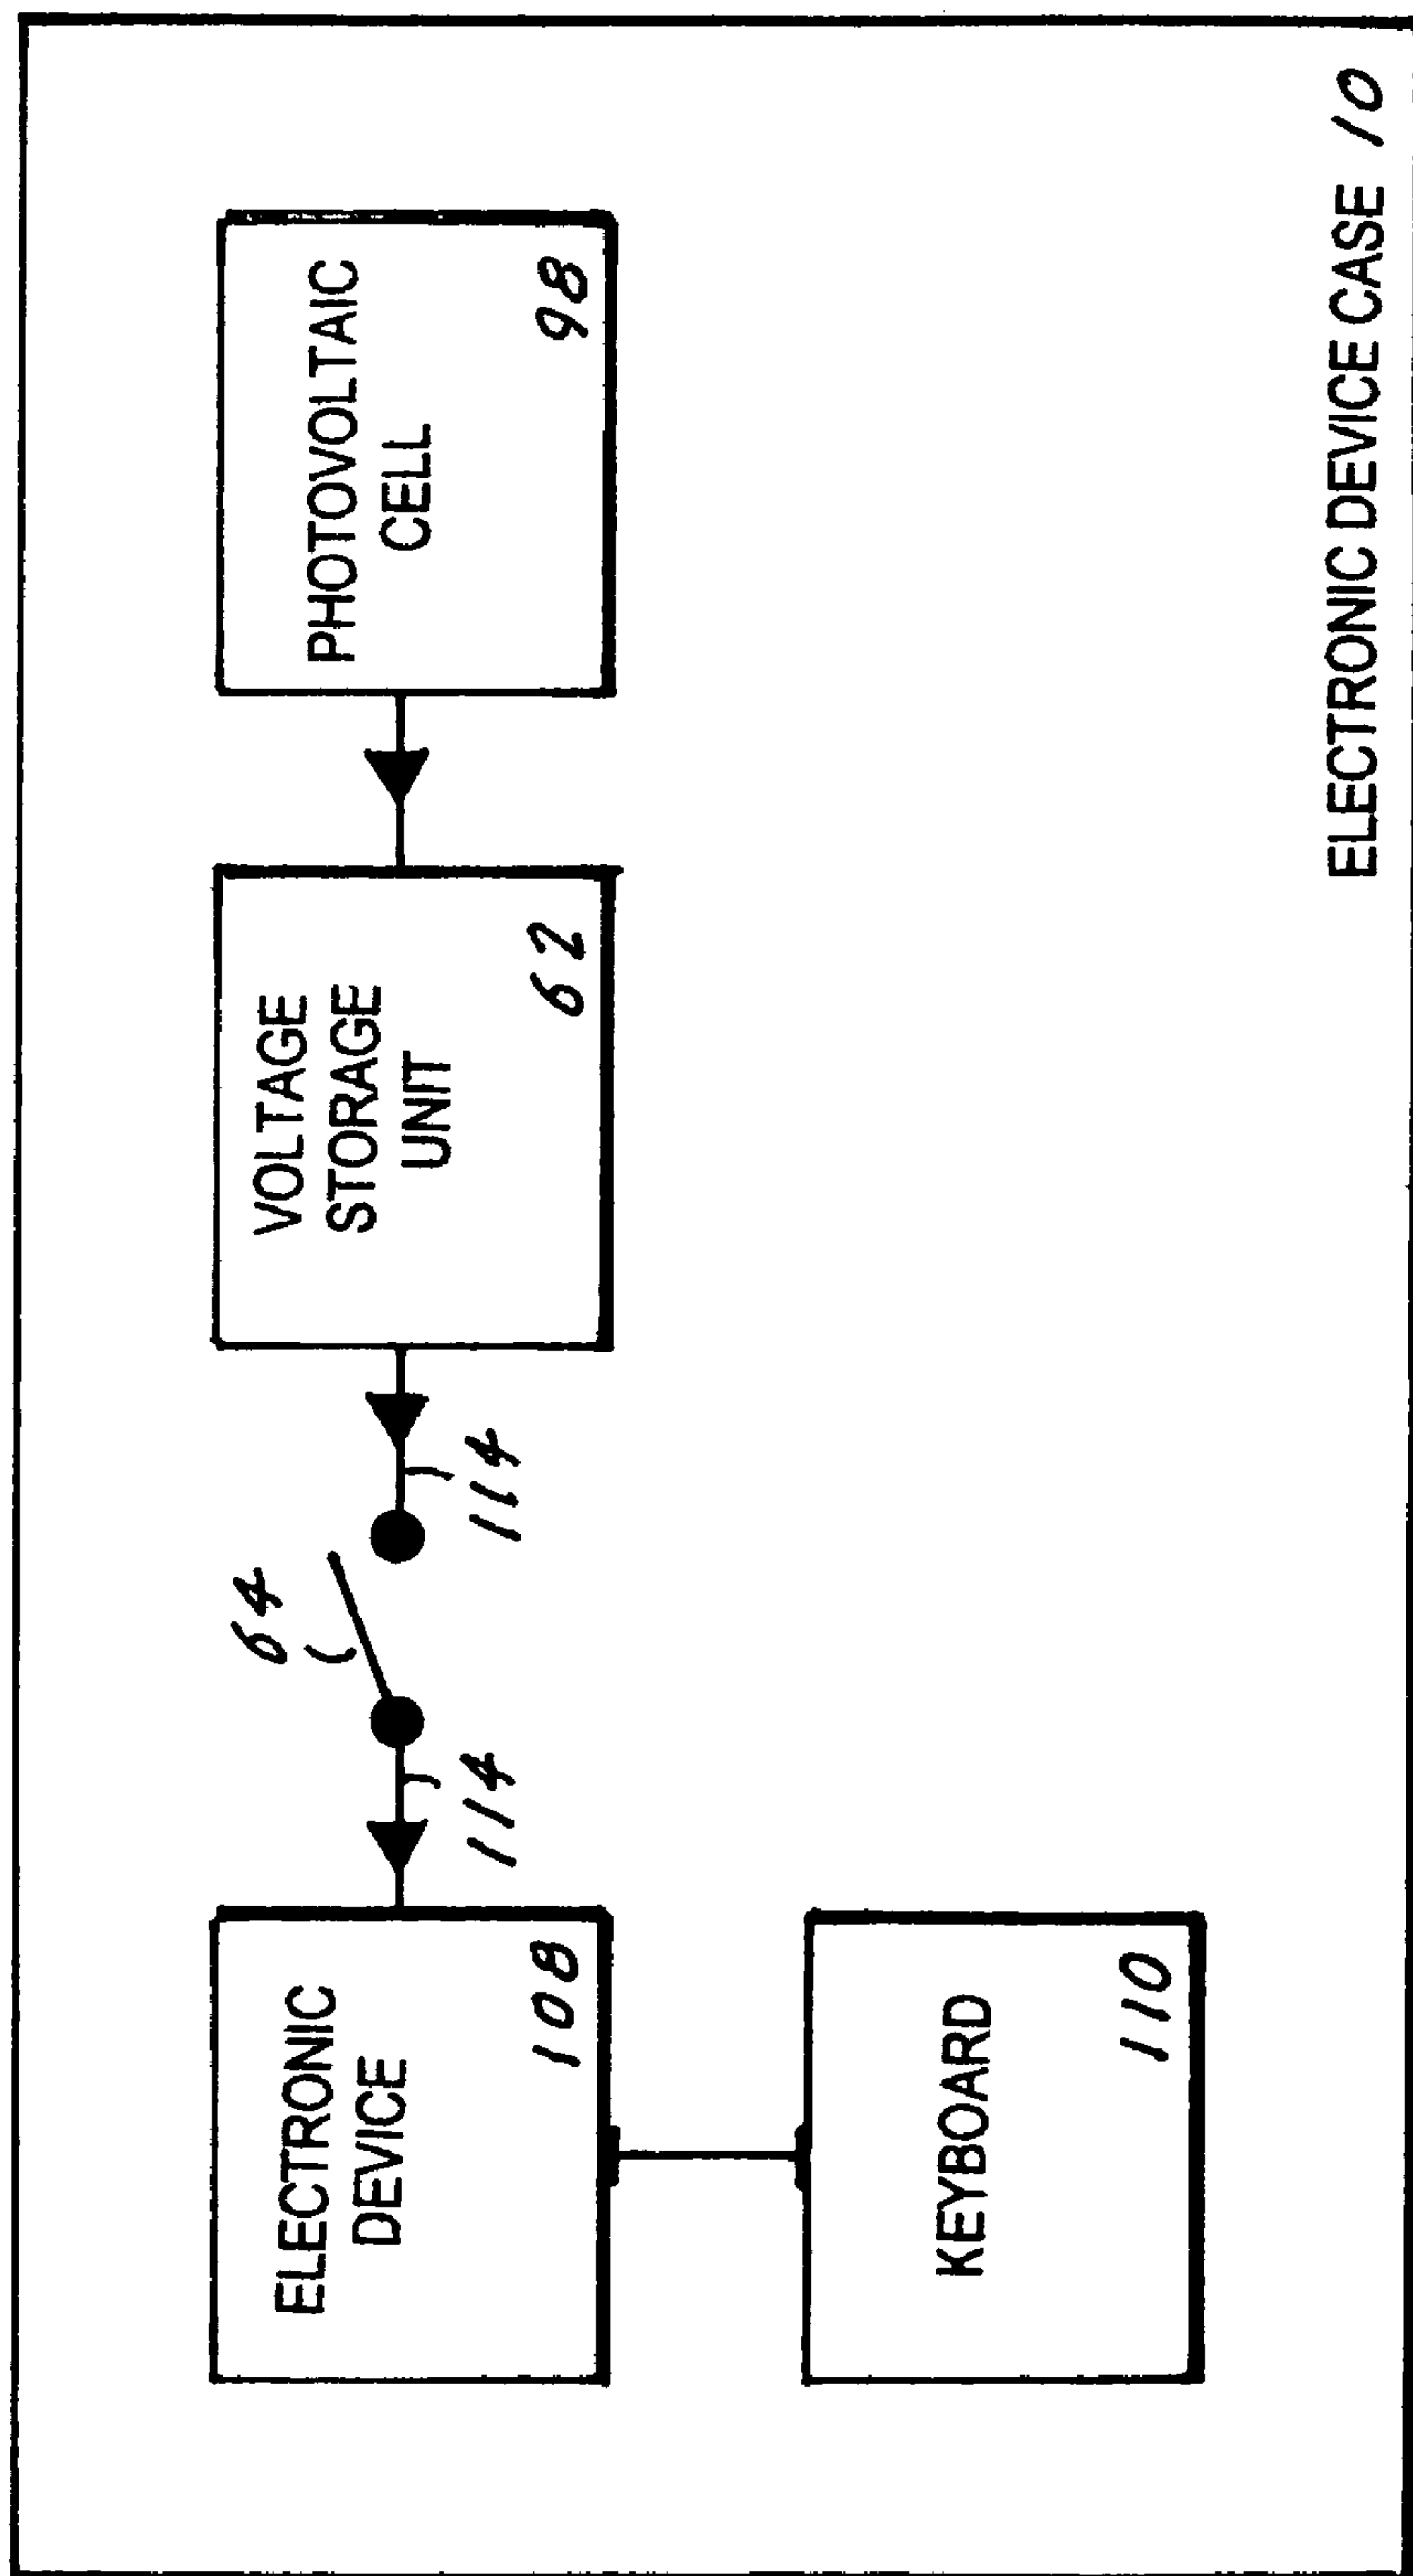 ELECTRONIC
DEVICE
108
64
114
114
VOLTAGE
STORAGE
UNIT
62
PHOTOVOLTAIC
CELL
98
KEYBOARD
110
ELECTRONIC DEVICE CASE 10